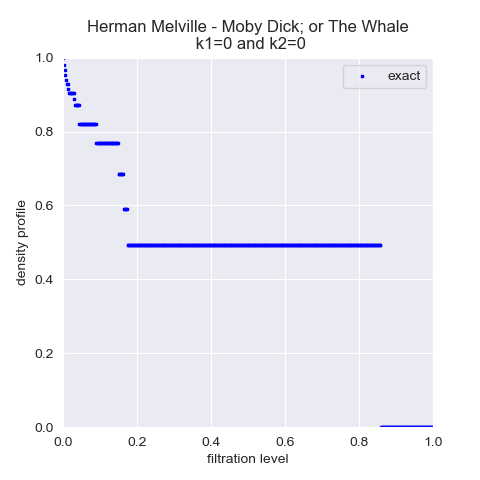 Herman Melville - Moby Dick; or The Whale
k1=0 and k2=0
exact
1.0
0.8
0.6
0.4
0.2
0.0
density profile
0.0 0.2 0.4 0.6 0.8 1.0
filtration level